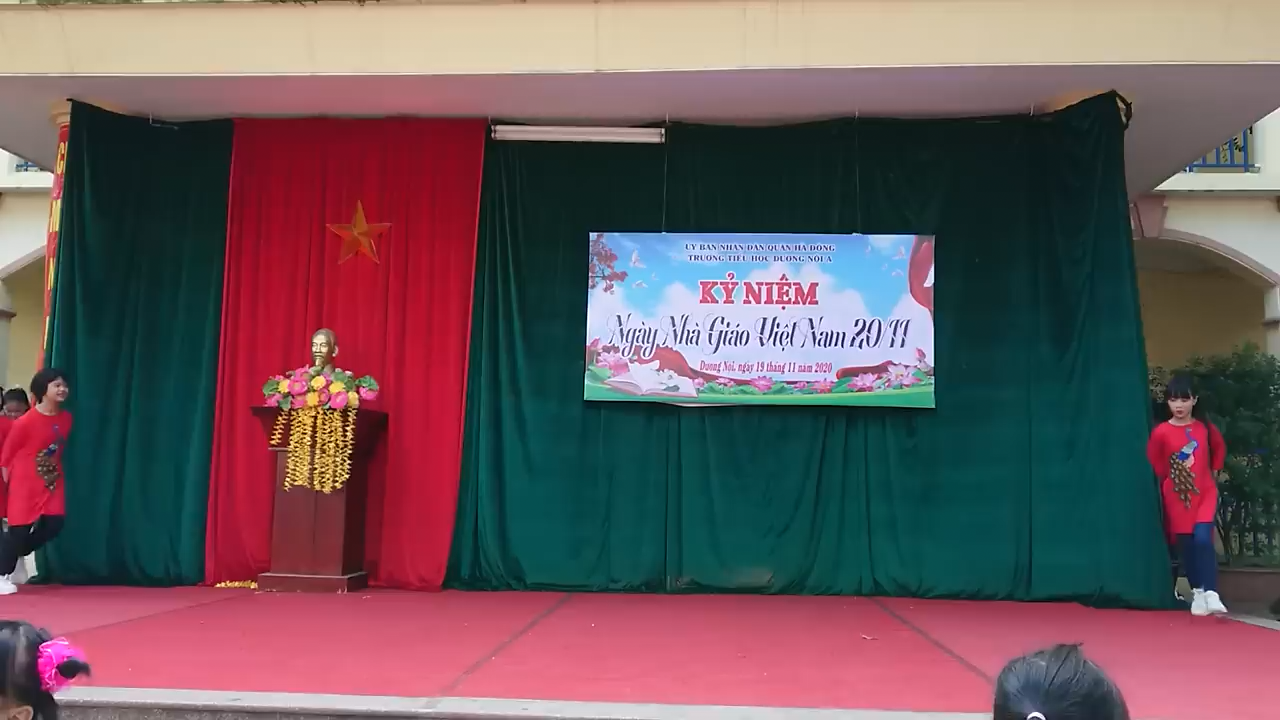 ỦY BAN NHÂN DÂN QUẬN HÀ ĐÔNG
TRƯỜNG TIỂU HỌC DƯƠNG NỘI A
KỶ NIỆM
Ngày Nhà Giáo Việt Nam 20/11
Dương Nội, ngày 19 tháng 11 năm 2020